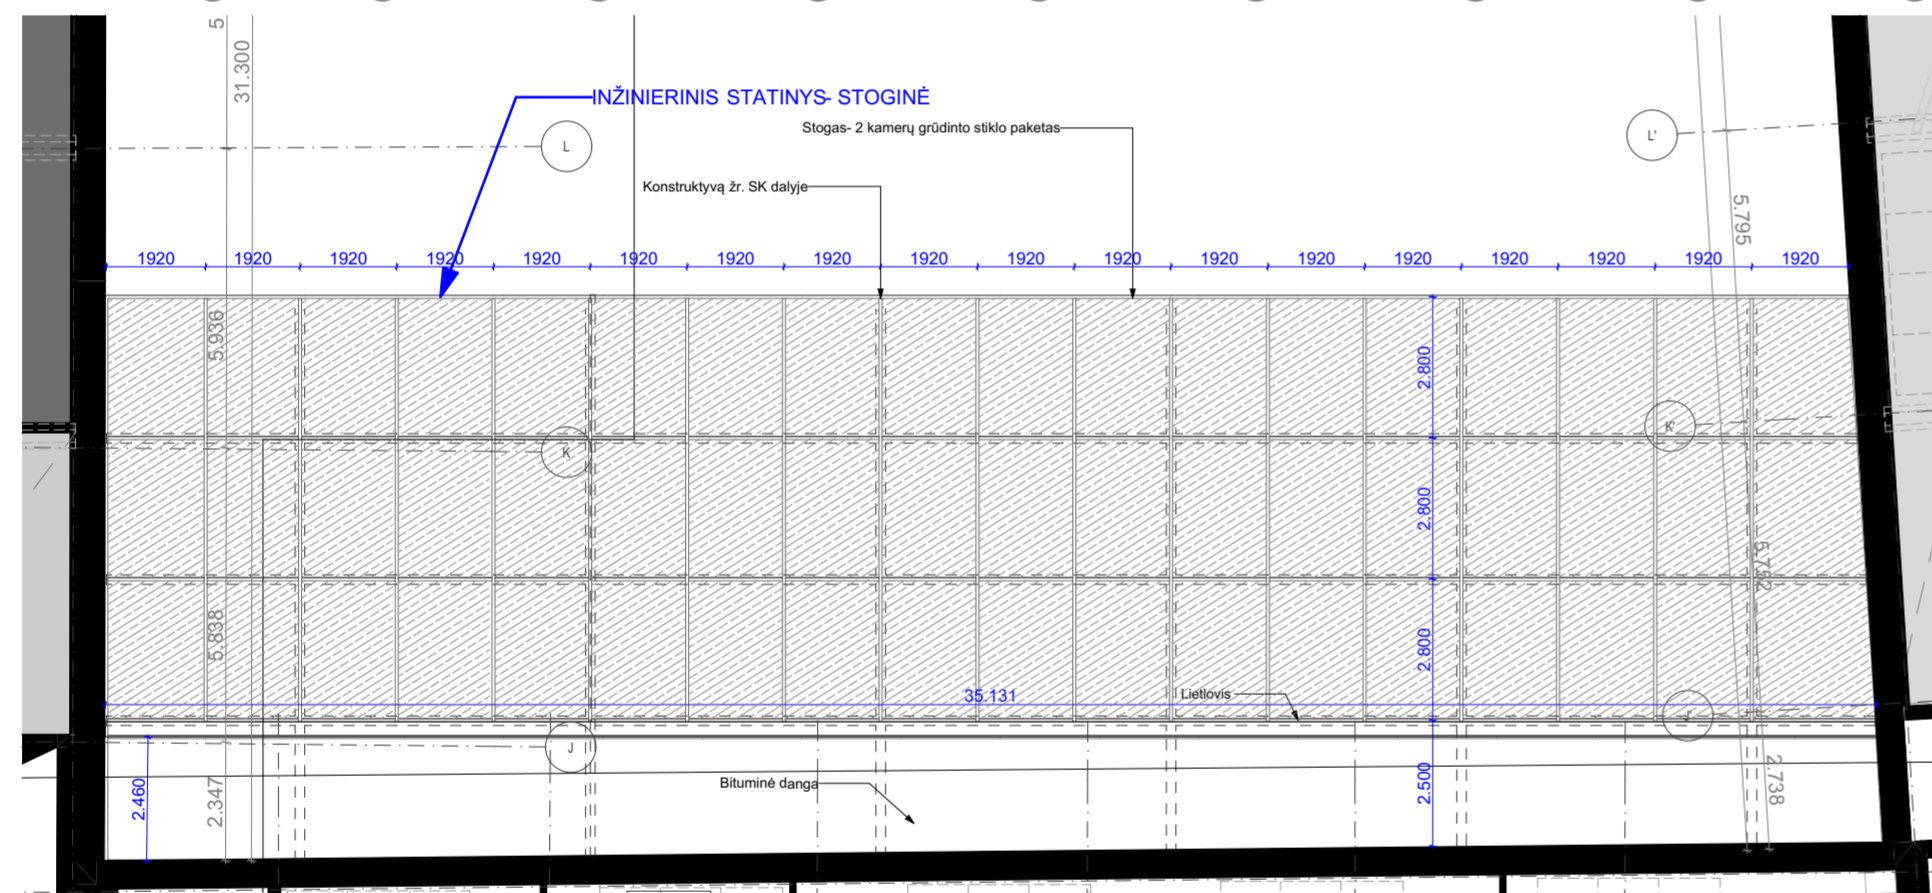 5
31.300
INŽINIERINIS STATINYS- STOGINĖ
Stogas- 2 kamerų grūdinto stiklo paketas
L
L'
Konstruktyvą žr. SK dalyje
5.795
1920 1920 1920 1920 1920 1920 1920 1920 1920 1920 1920 1920 1920 1920 1920 1920 1920 1920
5.936
2.800
K
K'
2.800
5.838
2.800
35.131
Lietlovis
J
2.460
2.347
Bituminė danga
2.500
2.738